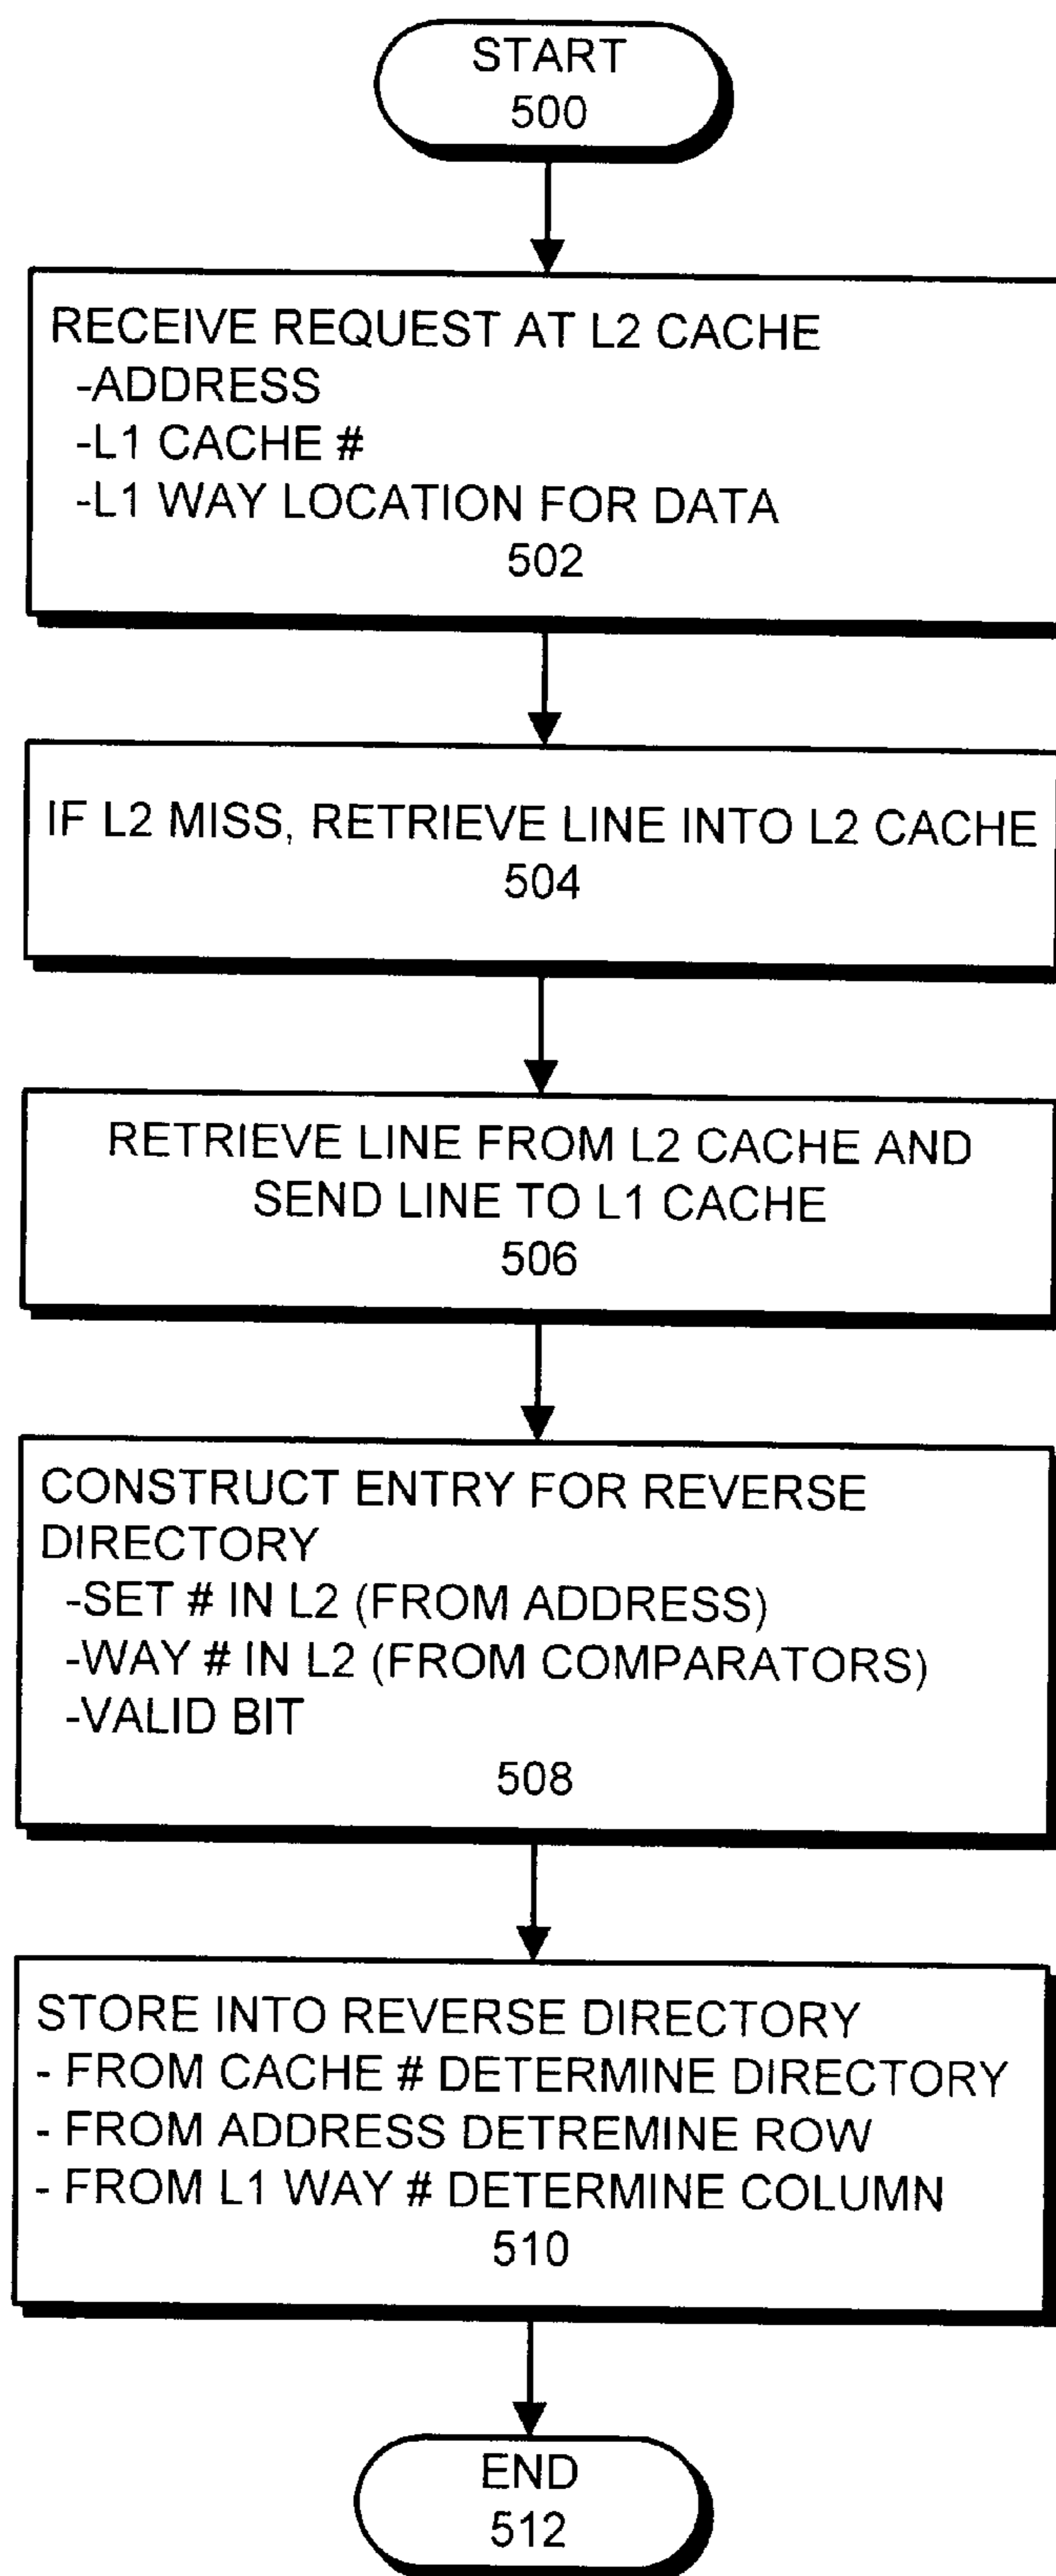 START
500
RECEIVE REQUEST AT L2 CACHE
-ADDRESS
-L1 CACHE #
-L1 WAY LOCATION FOR DATA
502
IF L2 MISS, RETRIEVE LINE INTO L2 CACHE
504
RETRIEVE LINE FROM L2 CACHE AND
SEND LINE TO L1 CACHE
506
CONSTRUCT ENTRY FOR REVERSE
DIRECTORY
-SET # IN L2 (FROM ADDRESS)
-WAY # IN L2 (FROM COMPARATORS)
-VALID BIT
508
STORE INTO REVERSE DIRECTORY
- FROM CACHE # DETERMINE DIRECTORY
- FROM ADDRESS DETREMINE ROW
- FROM L1 WAY # DETERMINE COLUMN
510
END
512